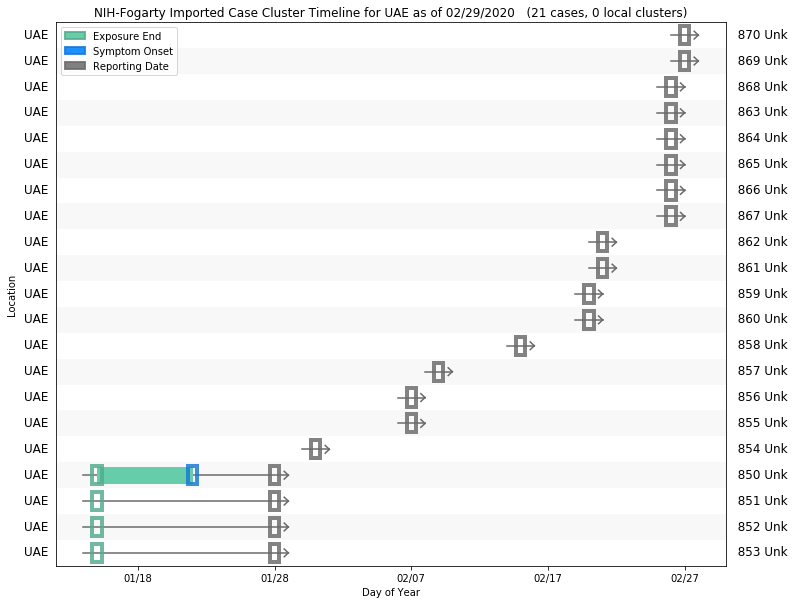 NIH-Fogarty Imported Case Cluster Timeline for UAE as of 02/29/2020 (21 cases, 0 local clusters)
Exposure End
Symptom Onset
Reporting Date
UAE 870 Unk
UAE 869 Unk
UAE 868 Unk
UAE 863 Unk
UAE 864 Unk
UAE 865 Unk
UAE 866 Unk
UAE 867 Unk
UAE 862 Unk
UAE 861 Unk
UAE 859 Unk
UAE 860 Unk
UAE 858 Unk
UAE 857 Unk
UAE 856 Unk
UAE 855 Unk
UAE 854 Unk
UAE 850 Unk
UAE 851 Unk
UAE 852 Unk
UAE 853 Unk
Location
01/18 01/28 02/07 02/17 02/27
Day of Year